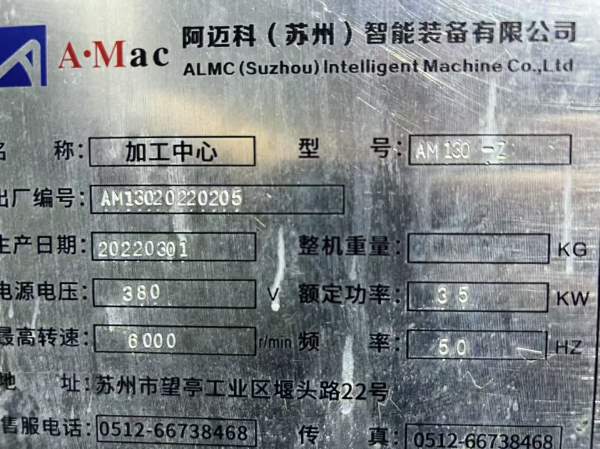 A·Mac 阿迈科（苏州）智能装备有限公司
ALMC (Suzhou) Intelligent Machine Co.,Ltd
名 称: 加工中心 型 号: AM130-Z
出厂编号: AM13020220205
生产日期: 20220301 整机重量: KG
电源电压: 380 V 额定功率: 35 KW
最高转速: 6000 r/min 频 率: 50 HZ
地 址: 苏州市望亭工业区堰头路22号
售服电话: 0512-66738468 传 真: 0512-66738468